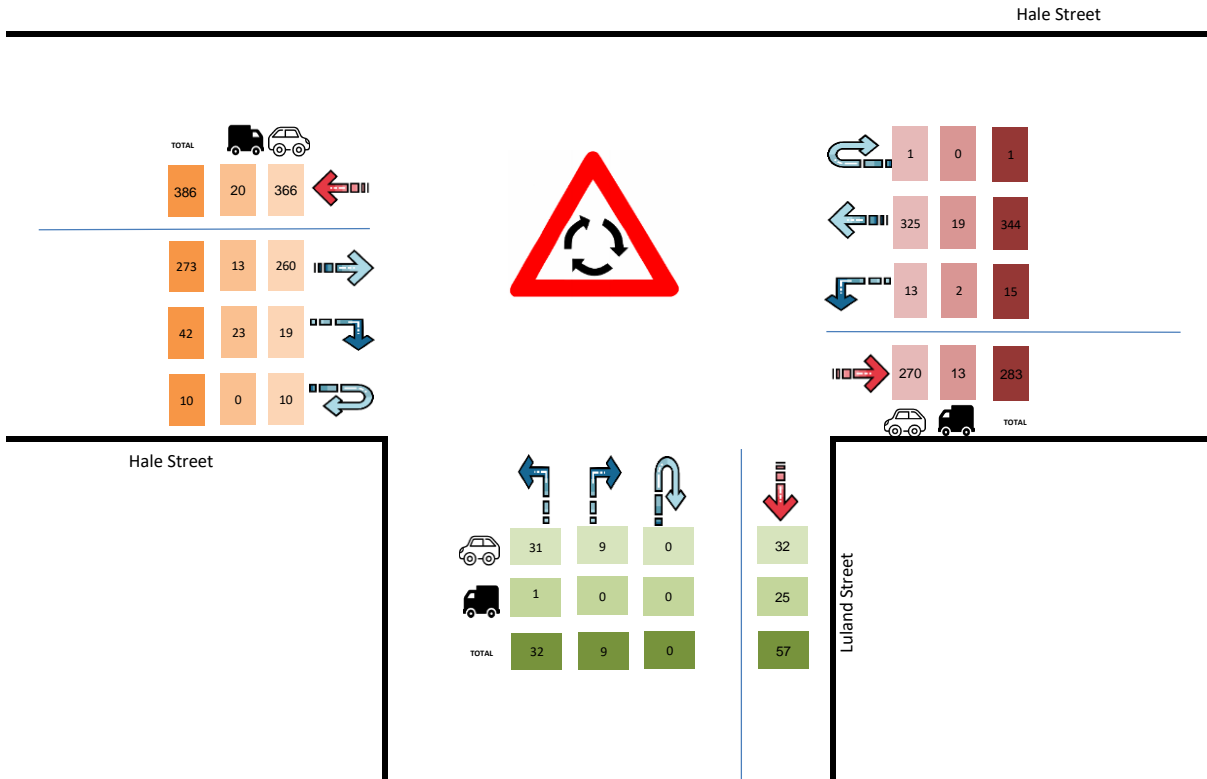 Hale Street
TOTAL
386 20 366
273 13 260
42 23 19
10 0 10
1 0 1
325 19 344
13 2 15
270 13 283
TOTAL
Hale Street
31 9 0 32
1 0 0 25
TOTAL 32 9 0 57
Luland Street